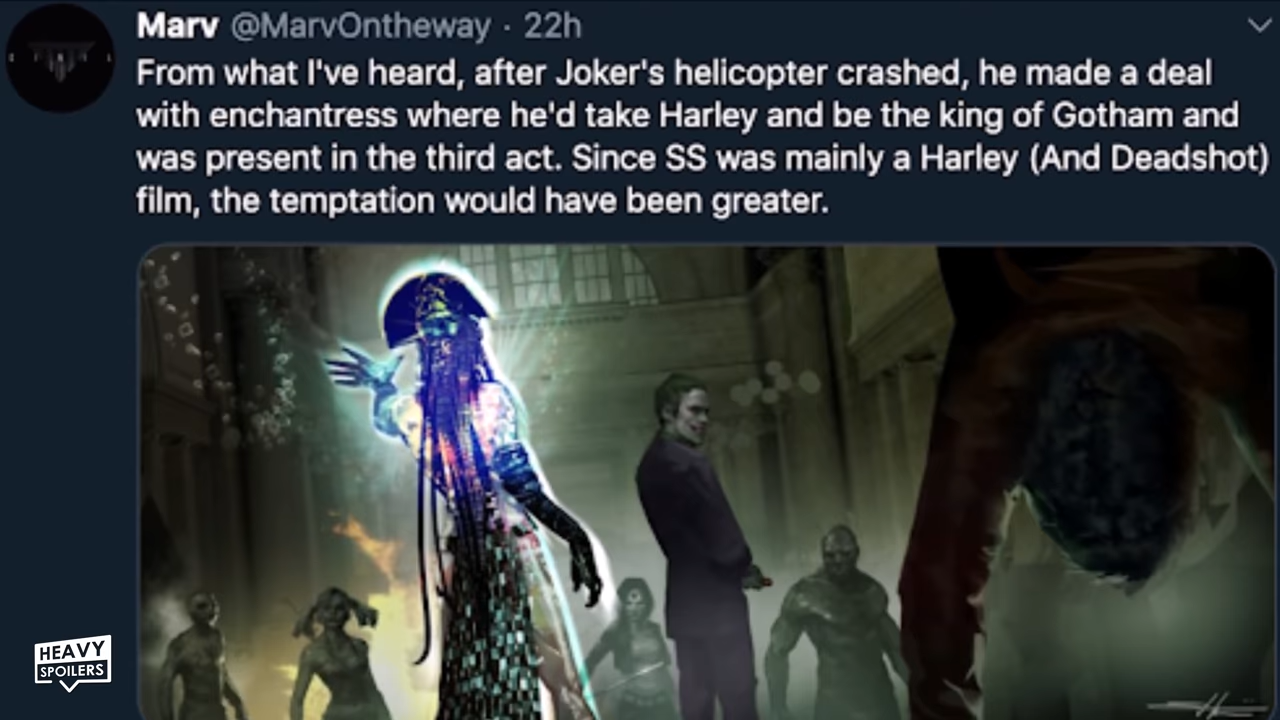 Marv @MarvOntheway · 22h
From what I've heard, after Joker's helicopter crashed, he made a deal
with enchantress where he'd take Harley and be the king of Gotham and
was present in the third act. Since SS was mainly a Harley (And Deadshot)
film, the temptation would have been greater.
HEAVY
SPOILERS